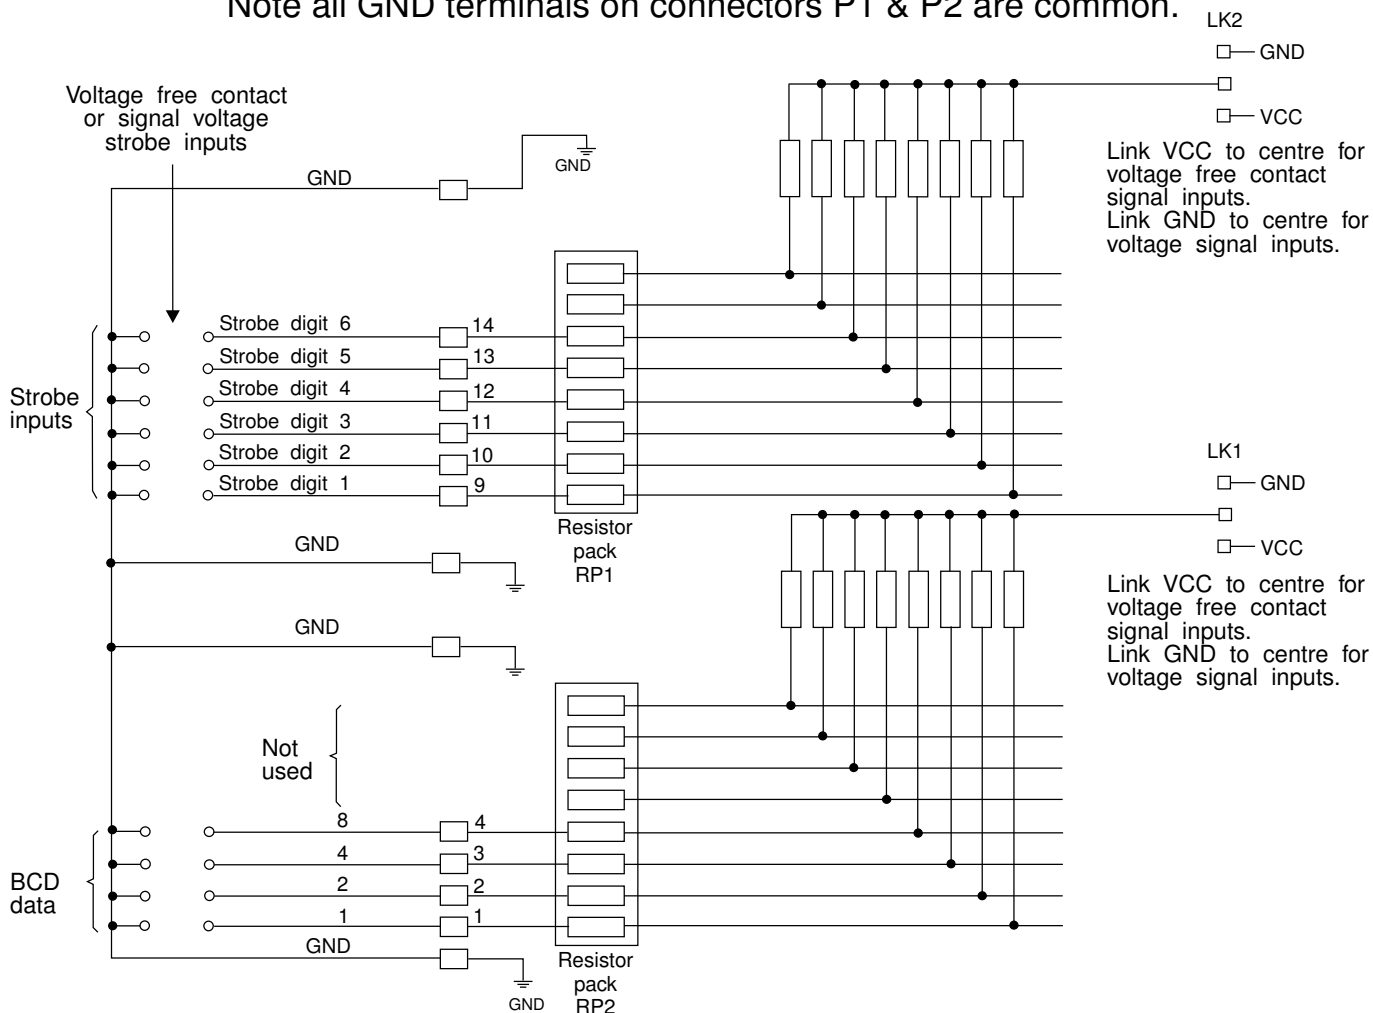 Note all GND terminals on connectors P1 & P2 are common.
LK2
GND
VCC
Link VCC to centre for
voltage free contact
signal inputs.
Link GND to centre for
voltage signal inputs.
Voltage free contact
or signal voltage
strobe inputs
GND
GND
Strobe digit 6
14
Strobe digit 5
13
Strobe digit 4
12
Strobe digit 3
11
Strobe digit 2
10
Strobe digit 1
9
Strobe
inputs
Resistor
pack
RP1
GND
GND
LK1
GND
VCC
Link VCC to centre for
voltage free contact
signal inputs.
Link GND to centre for
voltage signal inputs.
Not
used
8
4
4
3
2
2
1
1
BCD
data
GND
GND
Resistor
pack
RP2